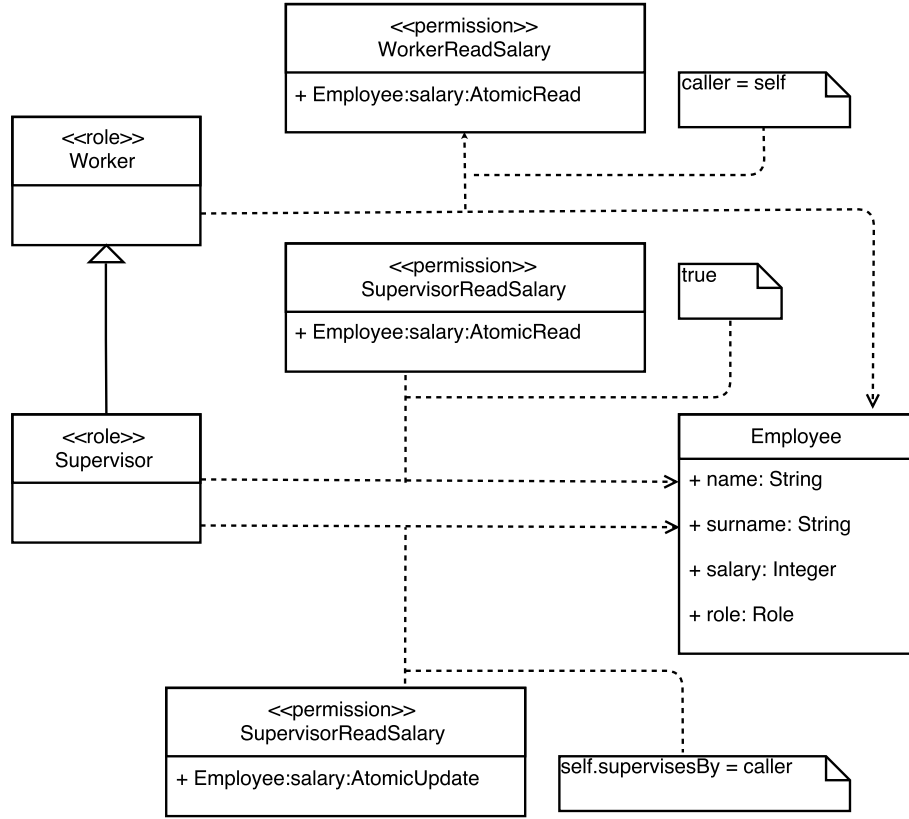 <<permission>>
WorkerReadSalary
+ Employee:salary:AtomicRead
caller = self
<<role>>
Worker
<<permission>>
SupervisorReadSalary
+ Employee:salary:AtomicRead
true
<<role>>
Supervisor
Employee
+ name: String
+ surname: String
+ salary: Integer
+ role: Role
<<permission>>
SupervisorReadSalary
+ Employee:salary:AtomicUpdate
self.supervisesBy = caller